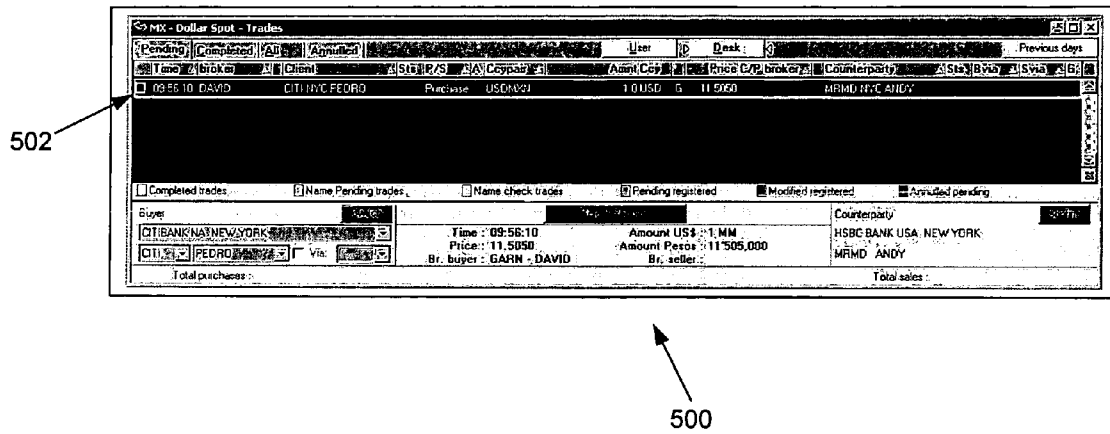 MX - Dollar Spot - Trades
Pending Completed All Annulled User Desk Previous days
Time broker Client Sta P/S A Ccypair Amnt Ccy Price C/P broker Counterparty Sta Bvia Svia
09:56:10 DAVID CITI NYC PEDRO Purchase USDMXN 1.0 USD G 11.5050 MRMD NYC ANDY
502
Completed trades Name Pending trades Name check trades Pending registered Modified registered Annulled pending
Buyer Counterparty
CITIBANK NA NEW YORK Time : 09:56:10 Amount US$ : 1 MM HSBC BANK USA, NEW YORK
Price : 11.5050 Amount Pesos : 11'505,000
CITI PEDRO Via: Br. buyer : GARN - DAVID Br. seller : MRMD ANDY
Total purchases : Total sales :
500